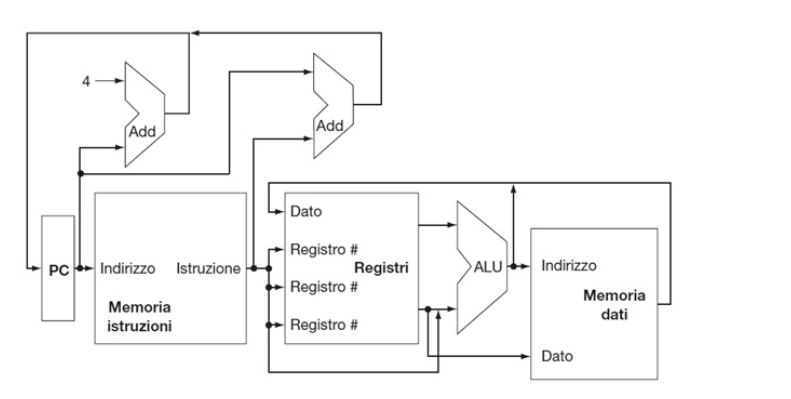 4
Add
Add
PC
Indirizzo
Istruzione
Memoria
istruzioni
Dato
Registro #
Registri
Registro #
Registro #
ALU
Indirizzo
Memoria
dati
Dato